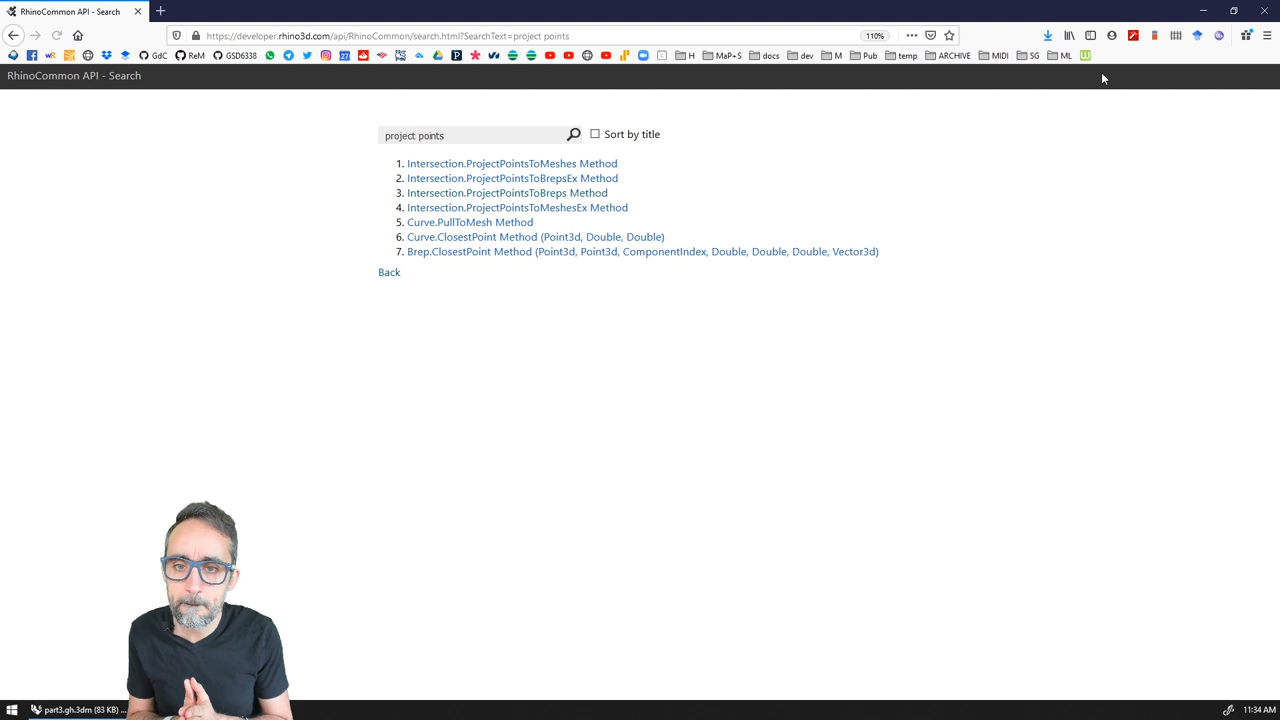 RhinoCommon API - Search
https://developer.rhino3d.com/api/RhinoCommon/search.html?SearchText=project points
110%
GdC ReM GSD6338 H MaP+S docs dev M Pub temp ARCHIVE MIDI SG ML
RhinoCommon API - Search
project points Sort by title
1. Intersection.ProjectPointsToMeshes Method
2. Intersection.ProjectPointsToBrepsEx Method
3. Intersection.ProjectPointsToBreps Method
4. Intersection.ProjectPointsToMeshesEx Method
5. Curve.PullToMesh Method
6. Curve.ClosestPoint Method (Point3d, Double, Double)
7. Brep.ClosestPoint Method (Point3d, Point3d, ComponentIndex, Double, Double, Double, Vector3d)
Back
part3.gh.3dm (83 KB) ... 11:34 AM